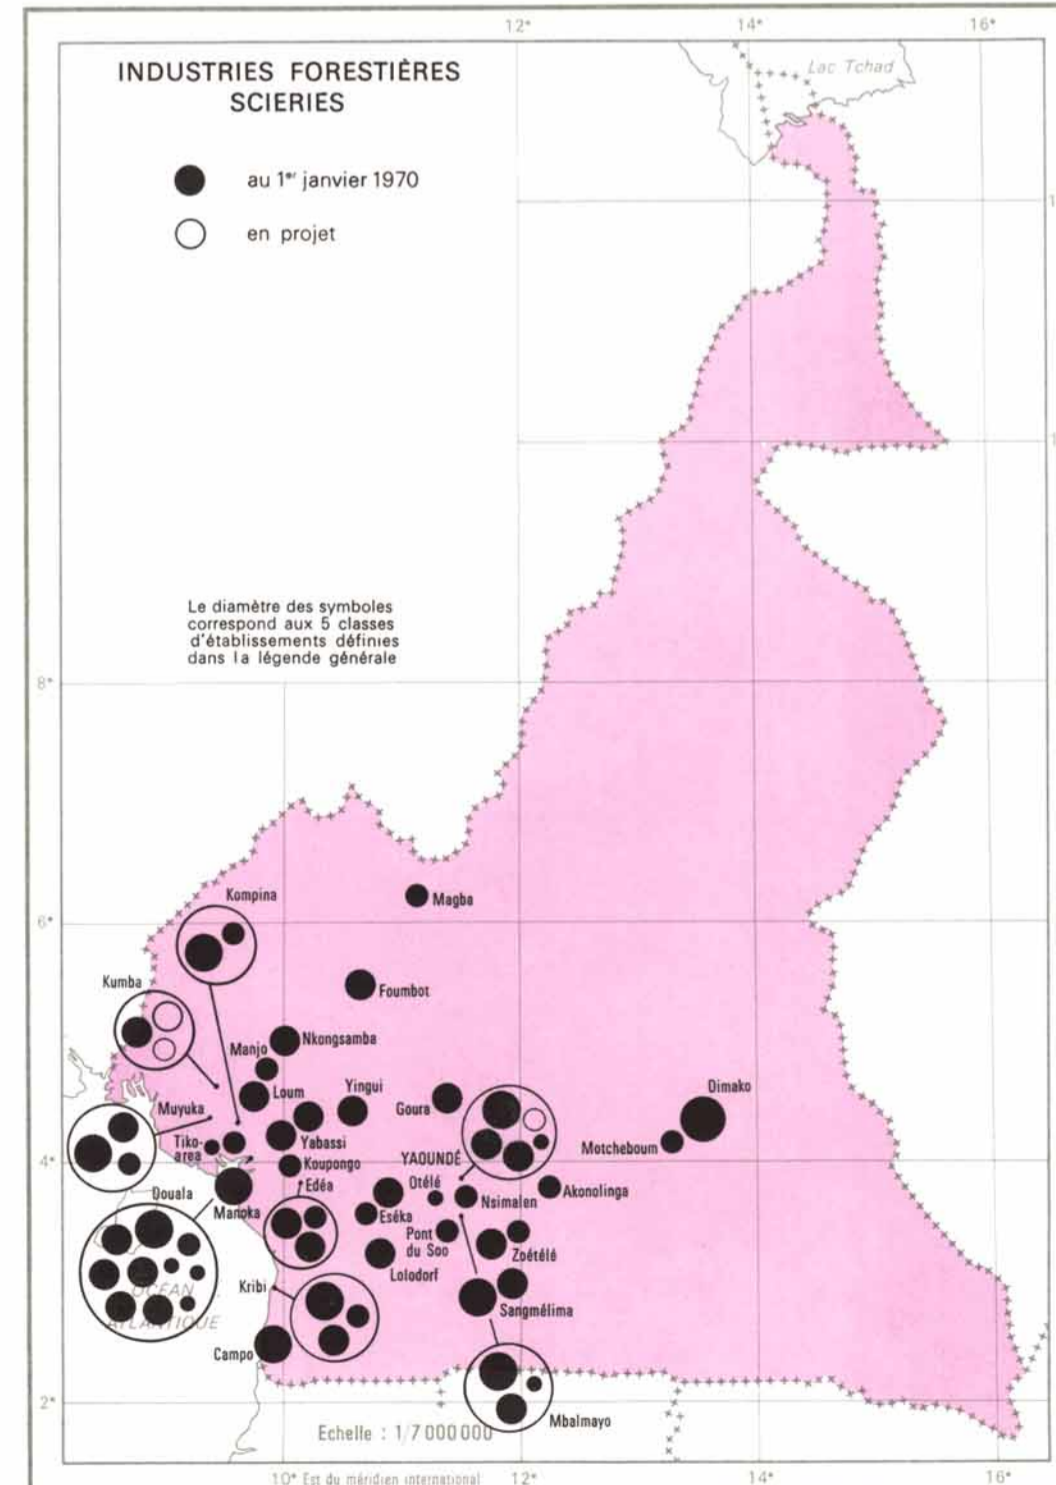 12°
14°
16°
INDUSTRIES FORESTIÈRES
SCIERIES
Lac Tchad
au 1er janvier 1970
en projet
Le diamètre des symboles
correspond aux 5 classes
d'établissements définies
dans la légende générale
8°
Kompina
Magba
6°
Kumba
Foumbot
Nkongsamba
Manjo
Loum
Yingui
Goura
Dimako
Muyuka
Tiko-
area
Yabassi
Motcheboum
4°
Koupongo
YAOUNDÉ
Edéa
Otélé
Nsimalen
Akonolinga
Douala
Manoka
Eséka
Pont
du Soo
Zoétélé
Lolodorf
Kribi
OCÉAN
ATLANTIQUE
Sangmélima
Campo
2°
Mbalmayo
Echelle : 1/7 000 000
10° Est du méridien international
12°
14°
16°